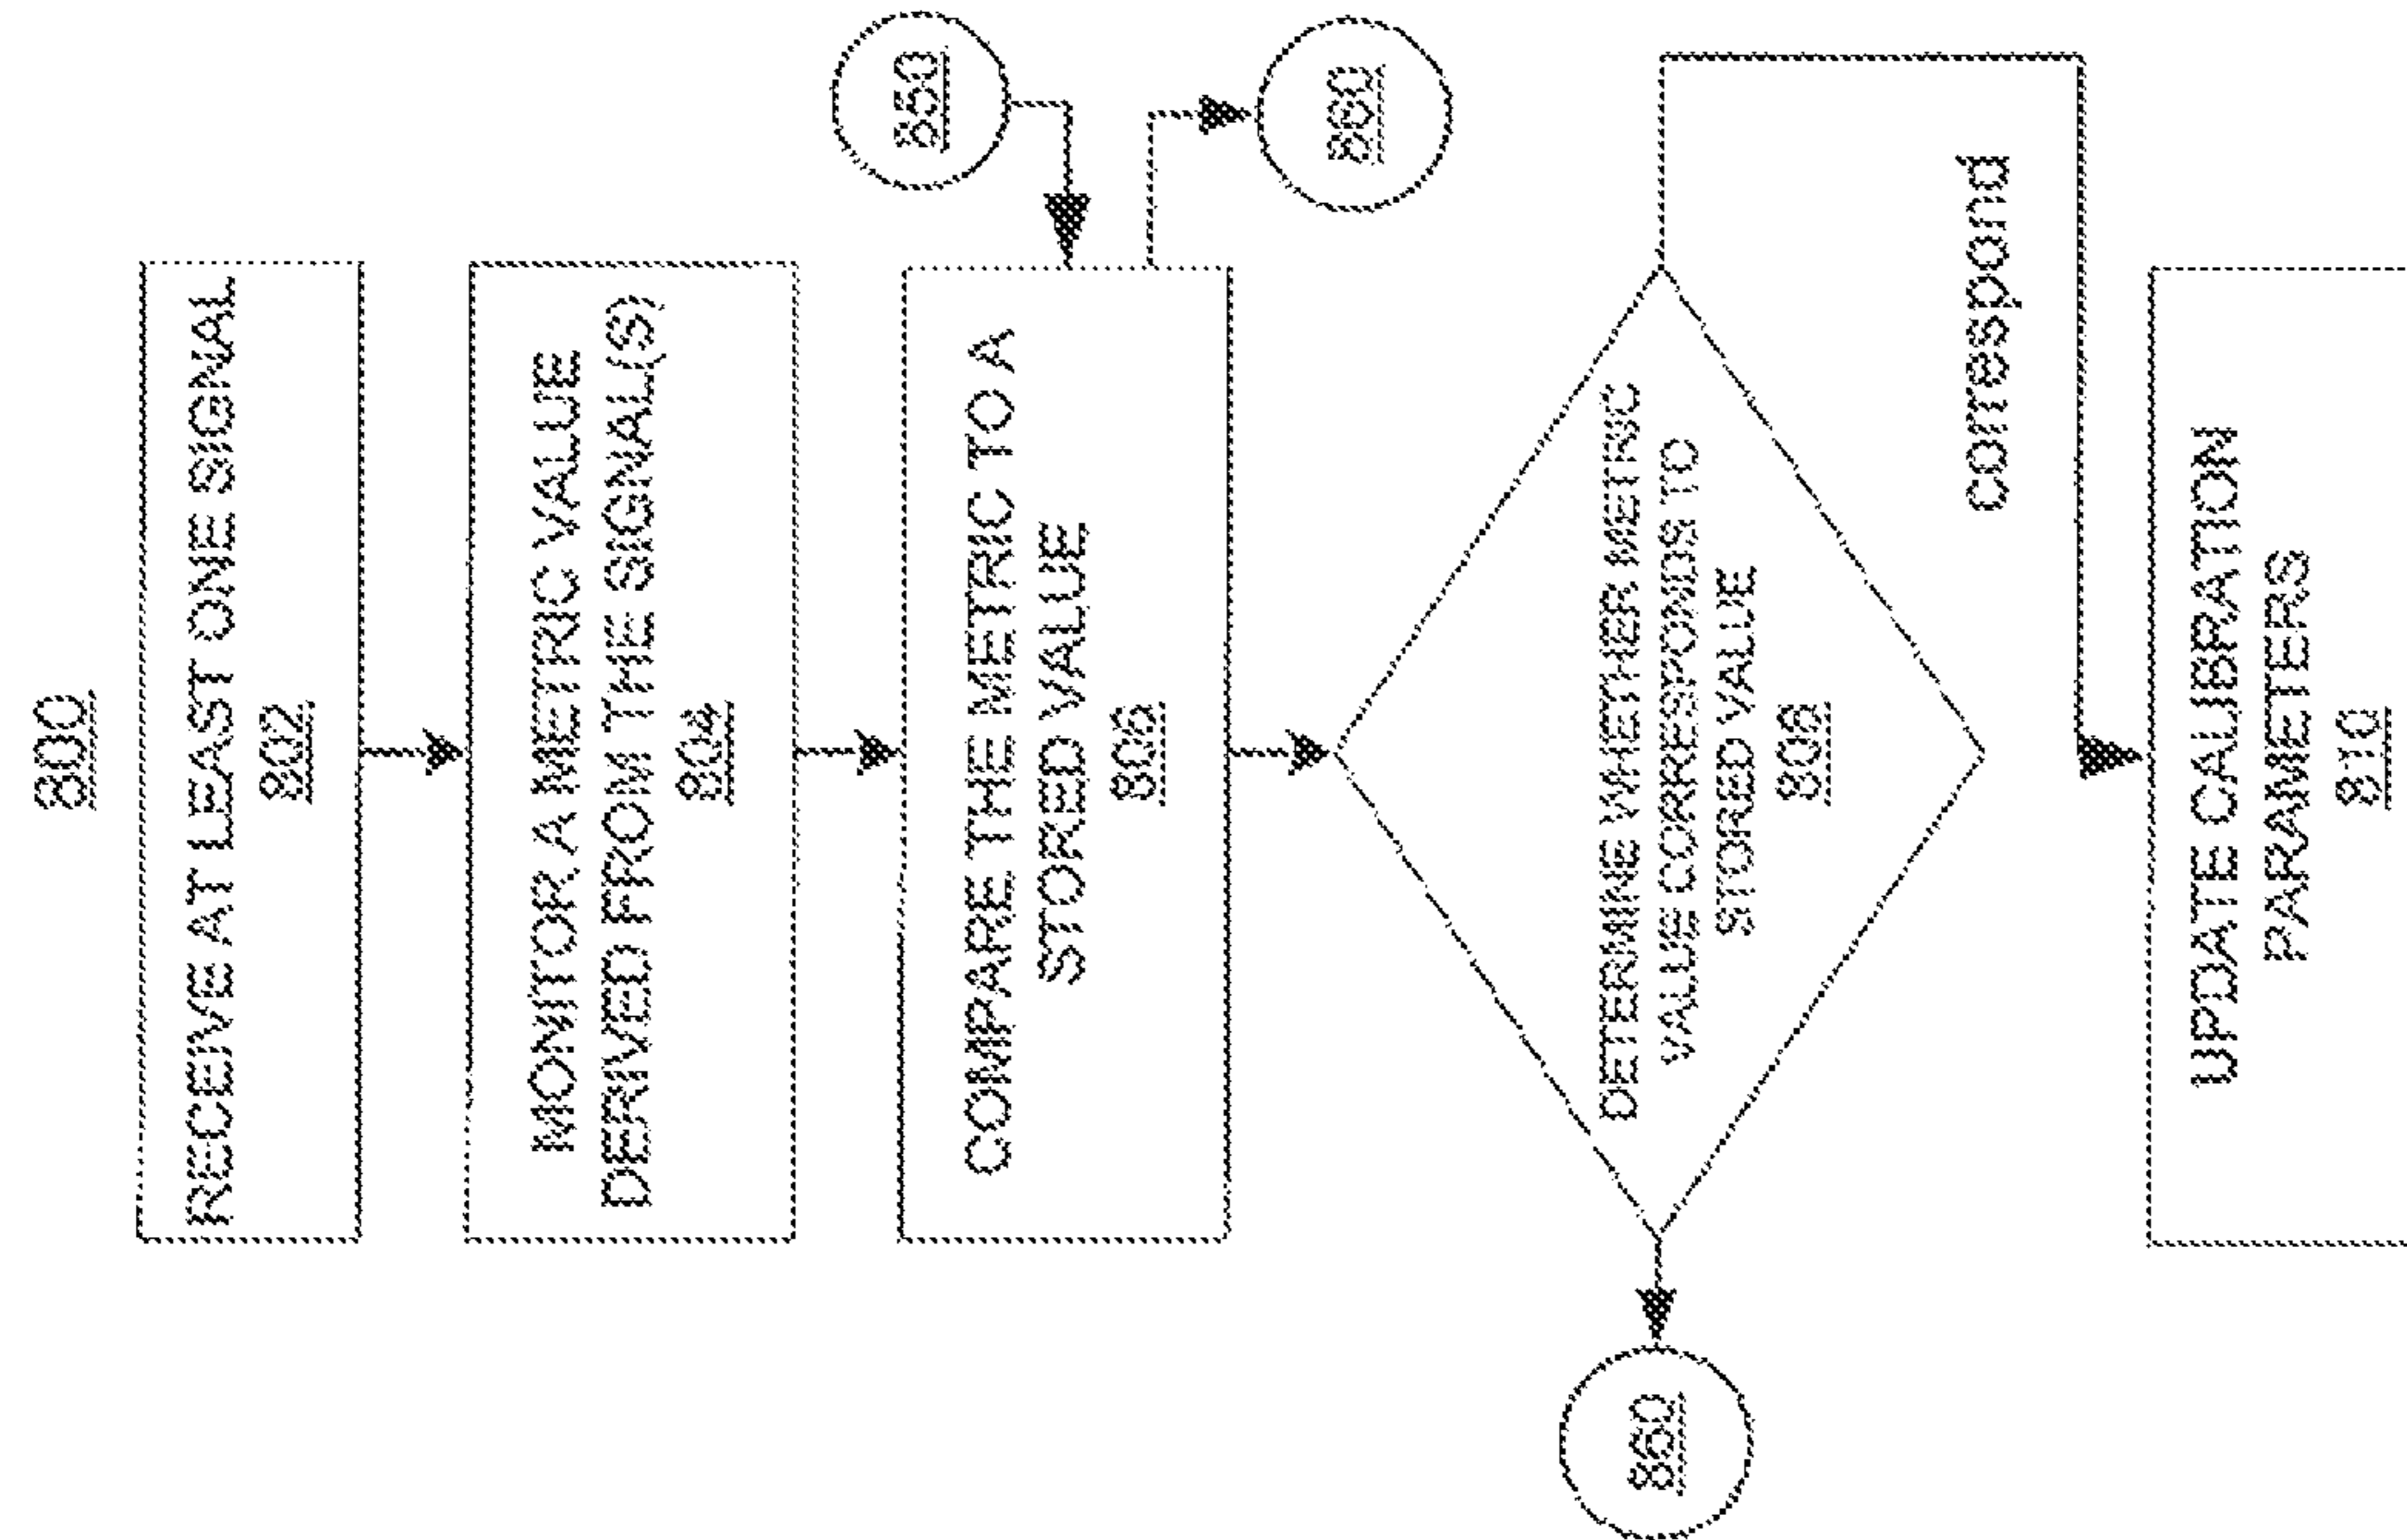 800
RECEIVE AT LEAST ONE SIGNAL
802
MONITOR A METRIC VALUE
DERIVED FROM THE SIGNAL(S)
804
850
COMPARE THE METRIC TO A
STORED VALUE
806
860
DETERMINE WHETHER METRIC
VALUE CORRESPONDS TO
STORED VALUE
808
860
correspond
UPDATE CALIBRATION
PARAMETERS
810